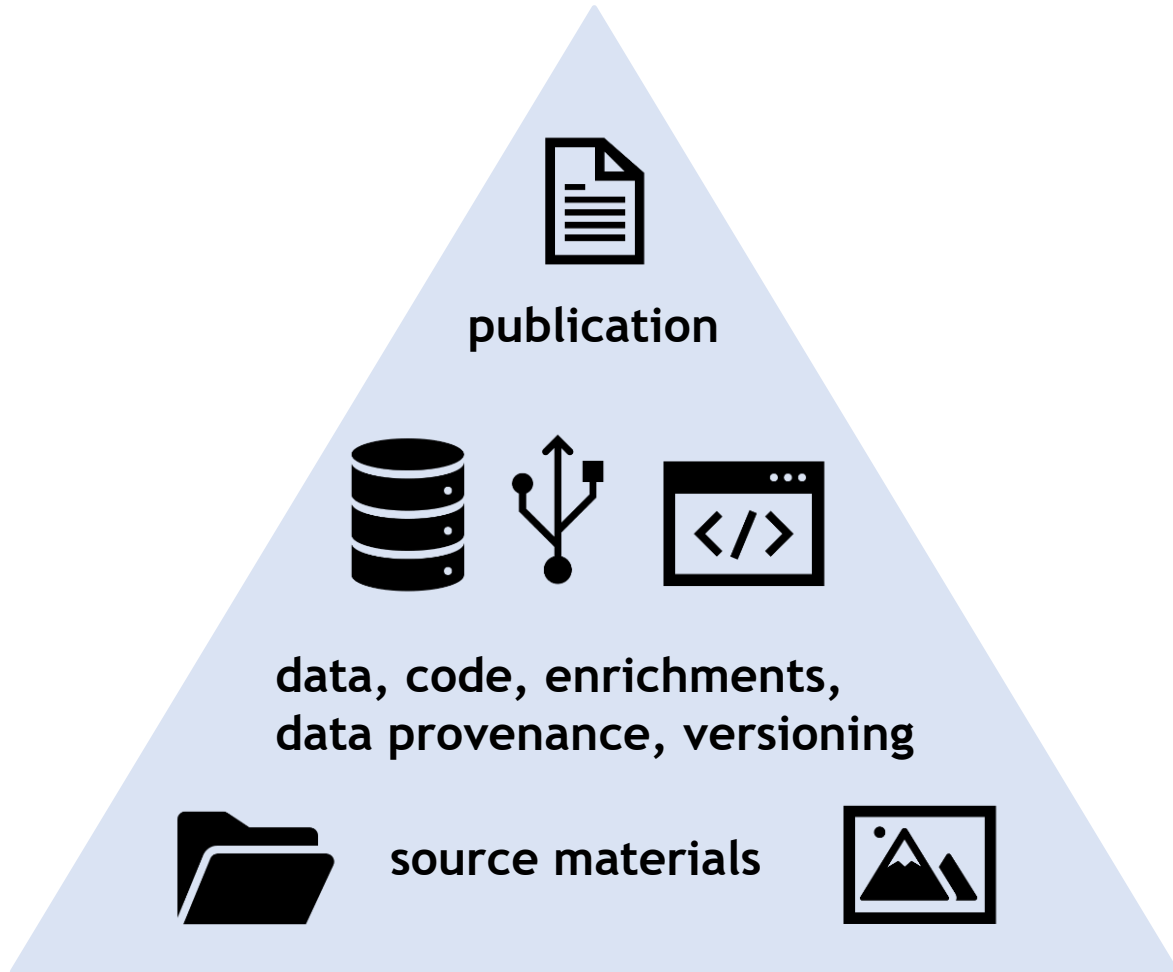 publication
</>
data, code, enrichments,
data provenance, versioning
source materials